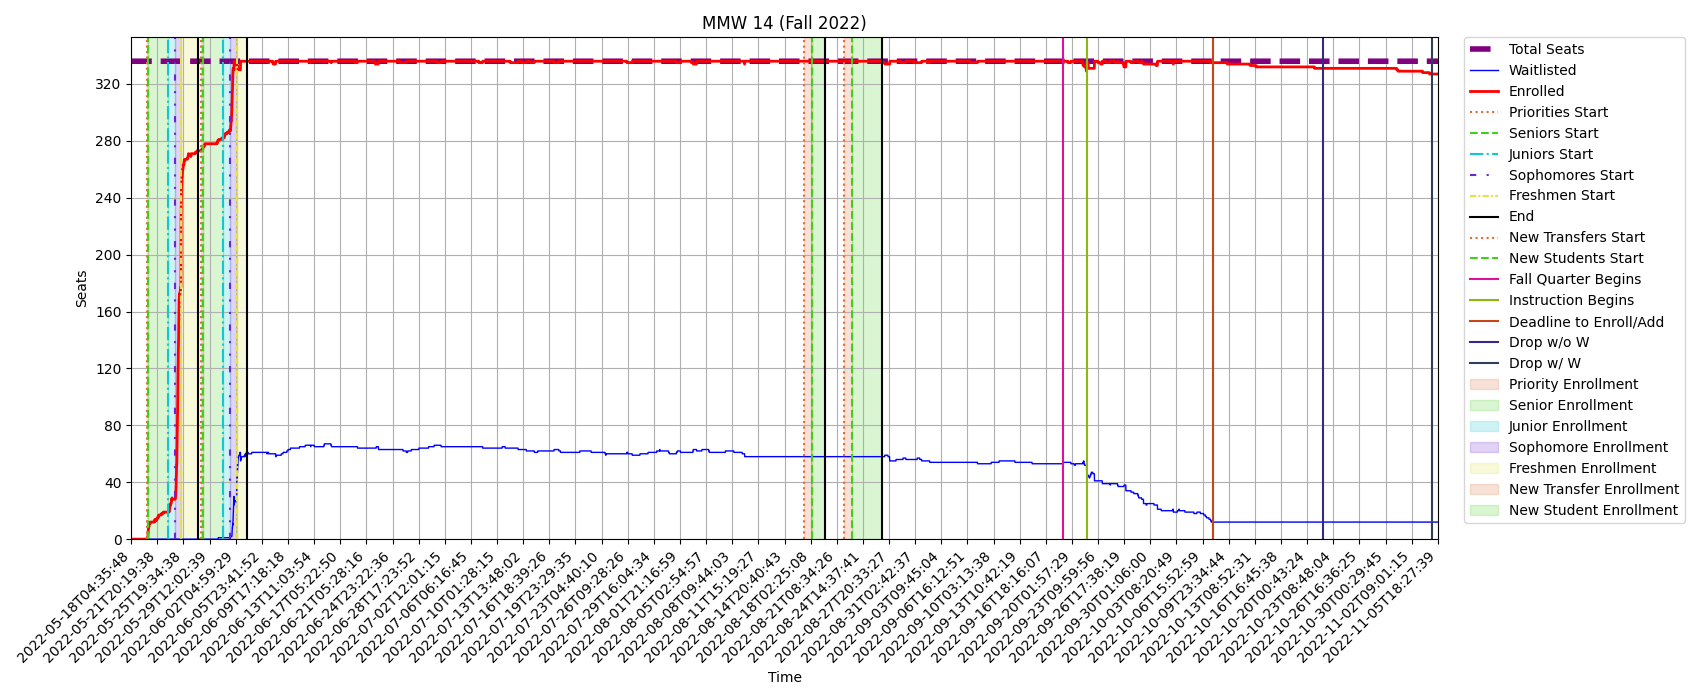 MMW 14 (Fall 2022)
Seats
320
280
240
200
160
120
80
40
0
2022-05-18T04:35:48
2022-05-21T20:19:38
2022-05-25T19:34:38
2022-05-29T12:02:39
2022-06-02T04:59:29
2022-06-05T23:41:52
2022-06-09T17:18:18
2022-06-13T11:03:54
2022-06-17T05:22:50
2022-06-21T05:28:16
2022-06-24T23:22:36
2022-06-28T17:23:52
2022-07-02T12:01:15
2022-07-06T06:16:45
2022-07-10T01:28:15
2022-07-13T13:48:02
2022-07-16T18:39:26
2022-07-19T23:29:35
2022-07-23T04:40:10
2022-07-26T09:28:26
2022-07-29T16:04:34
2022-08-01T21:16:59
2022-08-05T02:54:57
2022-08-08T09:44:03
2022-08-11T15:19:27
2022-08-14T20:40:43
2022-08-18T02:25:08
2022-08-21T08:34:26
2022-08-24T14:37:41
2022-08-27T20:33:27
2022-08-31T02:42:37
2022-09-03T09:45:04
2022-09-06T16:12:51
2022-09-10T03:13:38
2022-09-13T10:42:19
2022-09-16T18:16:07
2022-09-20T01:57:29
2022-09-23T09:59:56
2022-09-26T17:38:19
2022-09-30T01:06:00
2022-10-03T08:20:49
2022-10-06T15:52:59
2022-10-09T23:34:44
2022-10-13T08:52:31
2022-10-16T16:45:38
2022-10-20T00:43:24
2022-10-23T08:48:04
2022-10-26T16:36:25
2022-10-30T00:29:45
2022-11-02T09:01:15
2022-11-05T18:27:39
Time
Total Seats
Waitlisted
Enrolled
Priorities Start
Seniors Start
Juniors Start
Sophomores Start
Freshmen Start
End
New Transfers Start
New Students Start
Fall Quarter Begins
Instruction Begins
Deadline to Enroll/Add
Drop w/o W
Drop w/ W
Priority Enrollment
Senior Enrollment
Junior Enrollment
Sophomore Enrollment
Freshmen Enrollment
New Transfer Enrollment
New Student Enrollment